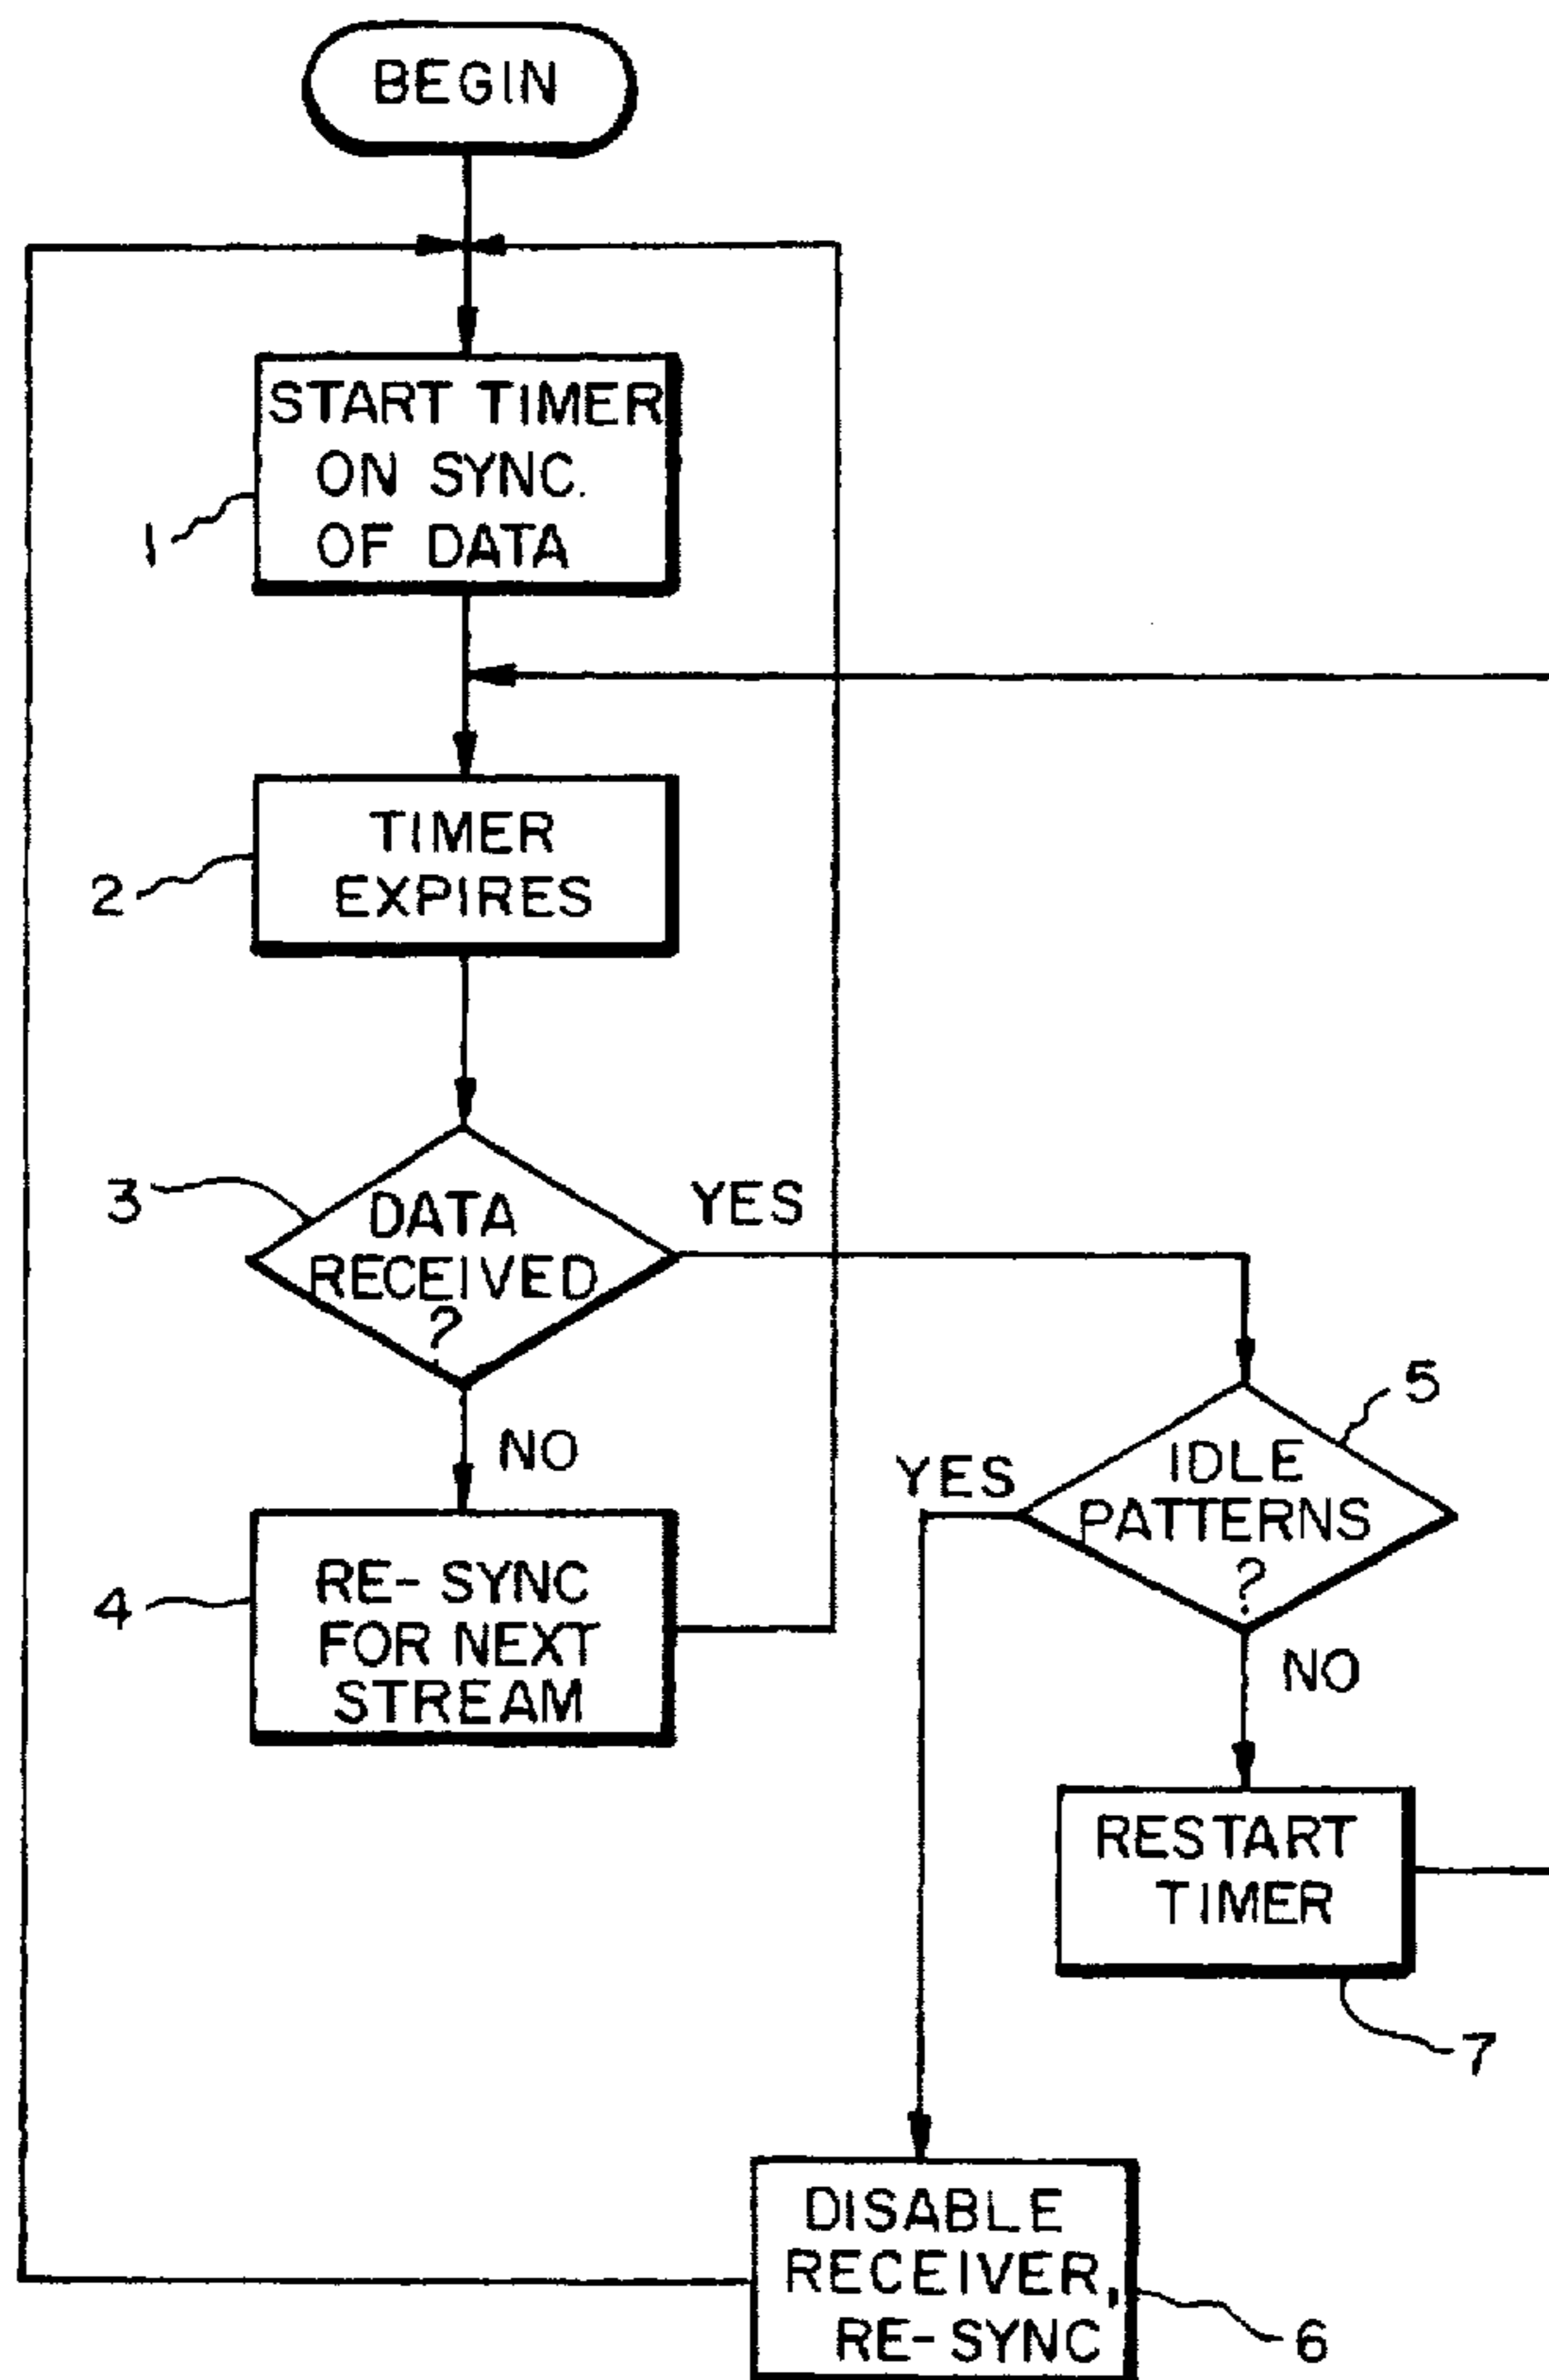 BEGIN
START TIMER
ON SYNC.
OF DATA
1
TIMER
EXPIRES
2
3
DATA
RECEIVED
?
YES
NO
RE-SYNC
FOR NEXT
STREAM
4
5
IDLE
PATTERNS
?
YES
NO
RESTART
TIMER
7
DISABLE
RECEIVER,
RE-SYNC
6